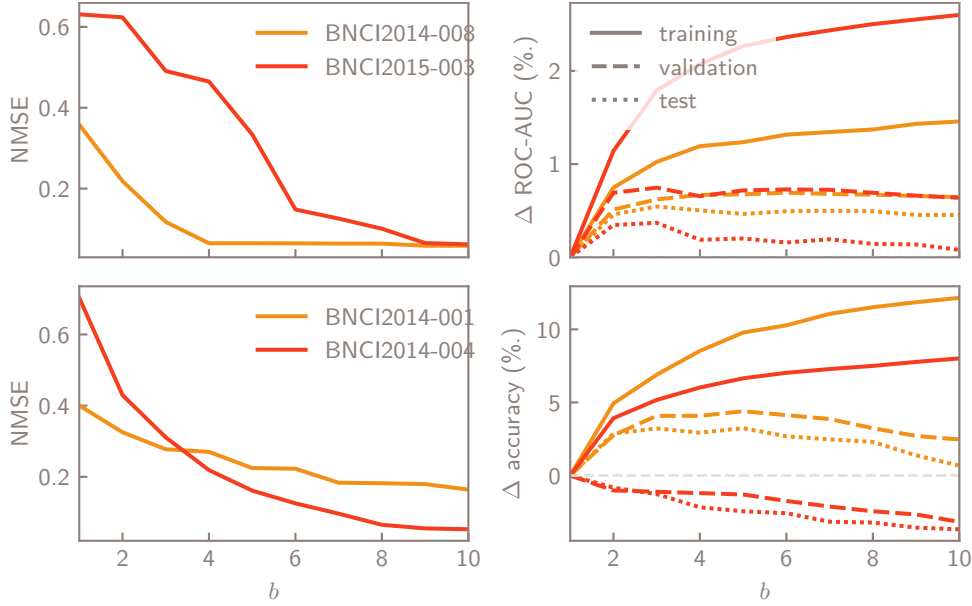 0.6
0.4
0.2
NMSE
BNCI2014-008
BNCI2015-003
2
1
0
Δ ROC-AUC (%.)
training
validation
test
0.6
0.4
0.2
NMSE
BNCI2014-001
BNCI2014-004
2 4 6 8 10
b
10
5
0
Δ accuracy (%.)
2 4 6 8 10
b